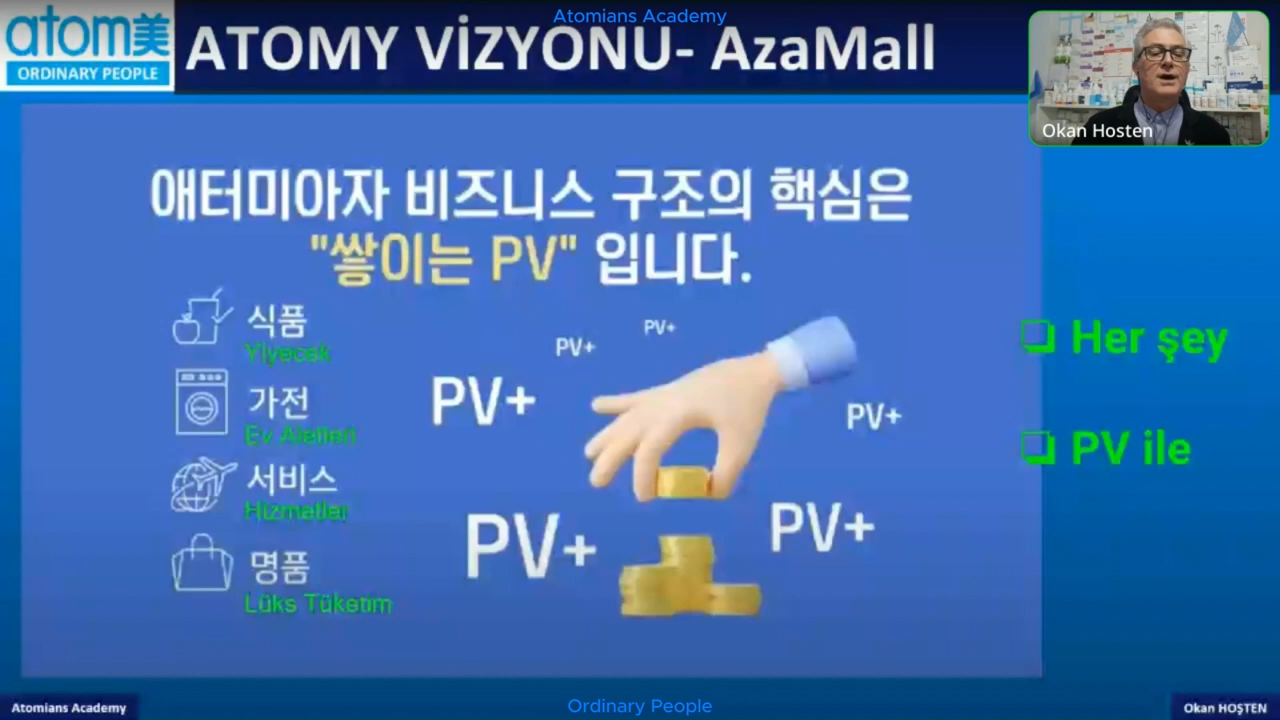 Atomians Academy
atom美
ORDINARY PEOPLE
ATOMY VİZYONU- AzaMall
Okan Hosten
애터미아자 비즈니스 구조의 핵심은
"쌓이는 PV" 입니다.
식품
Yiyecek
가전
Ev Aletleri
서비스
Hizmetler
명품
Lüks Tüketim
PV+
PV+
PV+
PV+
PV+
PV+
Her şey
PV ile
Atomians Academy
Ordinary People
Okan HOŞTEN